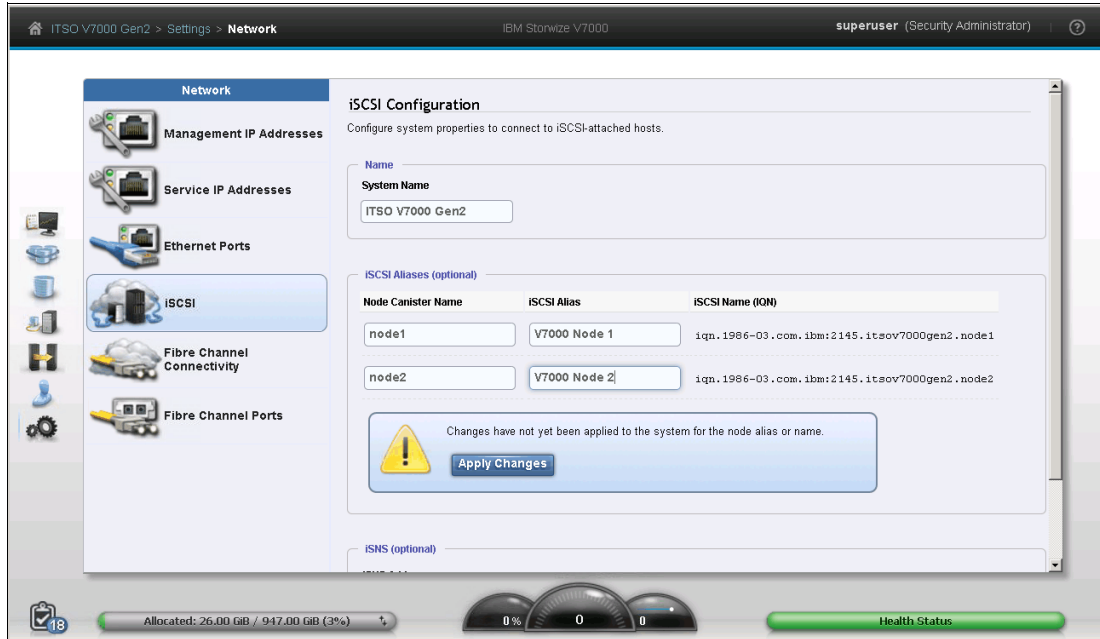 ITSO V7000 Gen2 > Settings > Network
IBM Storwize V7000
superuser (Security Administrator)
?
Network
Management IP Addresses
Service IP Addresses
Ethernet Ports
iSCSI
Fibre Channel
Connectivity
Fibre Channel Ports
iSCSI Configuration
Configure system properties to connect to iSCSI-attached hosts.
Name
System Name
ITSO V7000 Gen2
iSCSI Aliases (optional)
Node Canister Name iSCSI Alias iSCSI Name (IQN)
node1 V7000 Node 1 iqn.1986-03.com.ibm:2145.itsov7000gen2.node1
node2 V7000 Node 2 iqn.1986-03.com.ibm:2145.itsov7000gen2.node2
Changes have not yet been applied to the system for the node alias or name.
Apply Changes
iSNS (optional)
18
Allocated: 26.00 GiB / 947.00 GiB (3%)
0% 0 0
Health Status